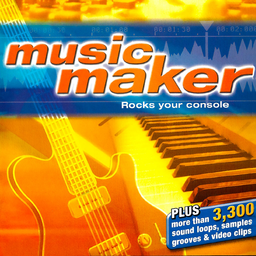 music
maker
Rocks your console
PLUS
more than 3,300
sound loops, samples
grooves & video clips